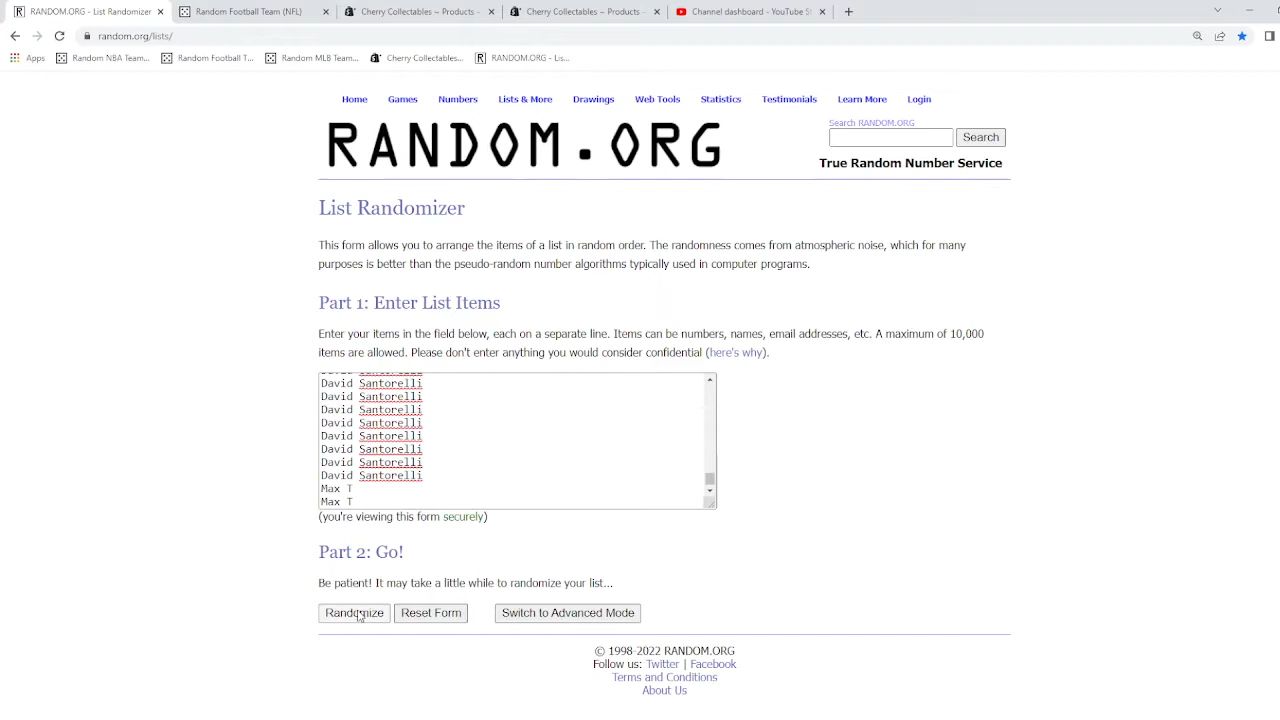 RANDOM.ORG - List Randomizer
Random Football Team (NFL)
Cherry Collectables – Products -
Cherry Collectables – Products -
Channel dashboard - YouTube S
random.org/lists/
Apps
Random NBA Team...
Random Football T...
Random MLB Team...
Cherry Collectables...
RANDOM.ORG - Lis...
Home
Games
Numbers
Lists & More
Drawings
Web Tools
Statistics
Testimonials
Learn More
Login
RANDOM.ORG
Search RANDOM.ORG
Search
True Random Number Service
List Randomizer
This form allows you to arrange the items of a list in random order. The randomness comes from atmospheric noise, which for many
purposes is better than the pseudo-random number algorithms typically used in computer programs.
Part 1: Enter List Items
Enter your items in the field below, each on a separate line. Items can be numbers, names, email addresses, etc. A maximum of 10,000
items are allowed. Please don't enter anything you would consider confidential (here's why).
David Santorelli
David Santorelli
David Santorelli
David Santorelli
David Santorelli
David Santorelli
David Santorelli
David Santorelli
Max T
Max T
(you're viewing this form securely)
Part 2: Go!
Be patient! It may take a little while to randomize your list...
Randomize
Reset Form
Switch to Advanced Mode
© 1998-2022 RANDOM.ORG
Follow us: Twitter | Facebook
Terms and Conditions
About Us